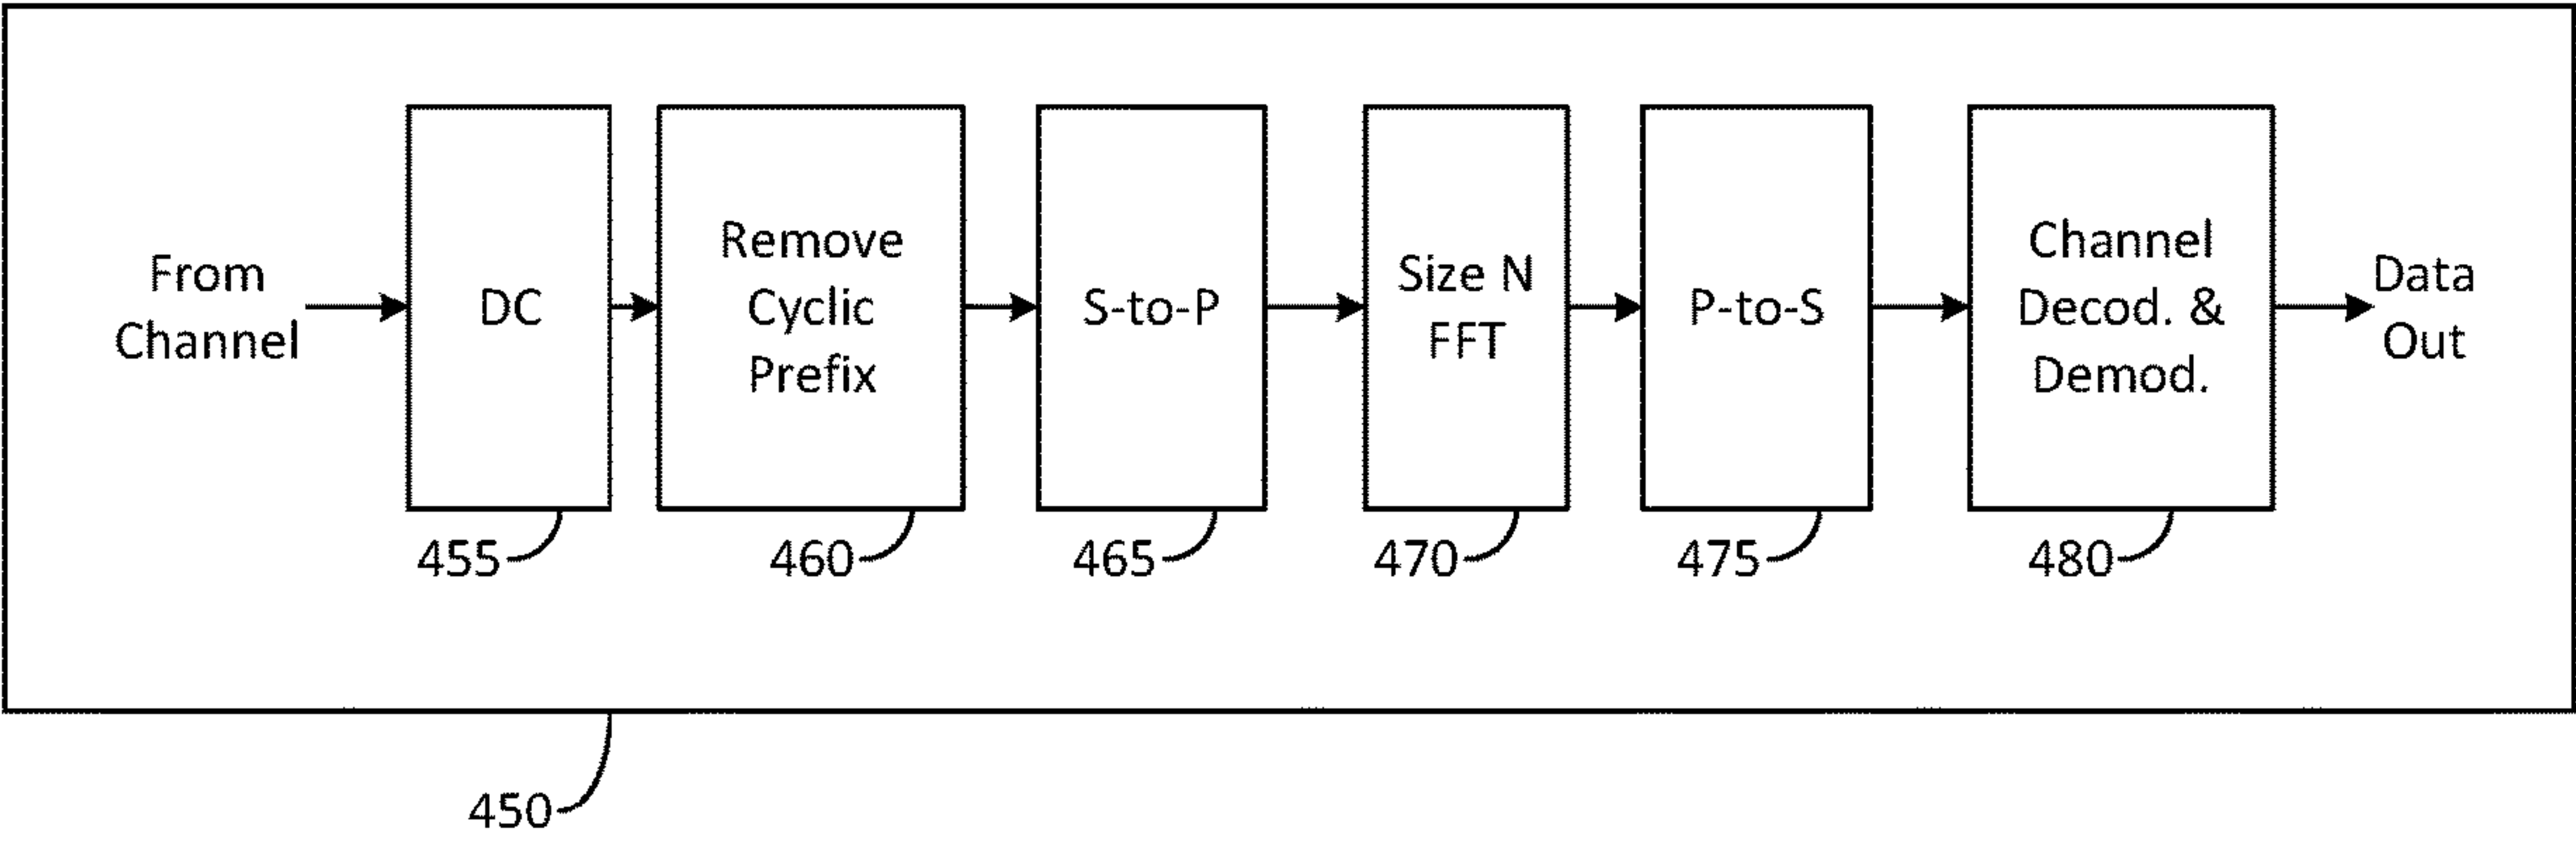 From
Channel
DC
Remove
Cyclic
Prefix
S-to-P
Size N
FFT
P-to-S
Channel
Decod. &
Demod.
Data
Out
455
460
465
470
475
480
450